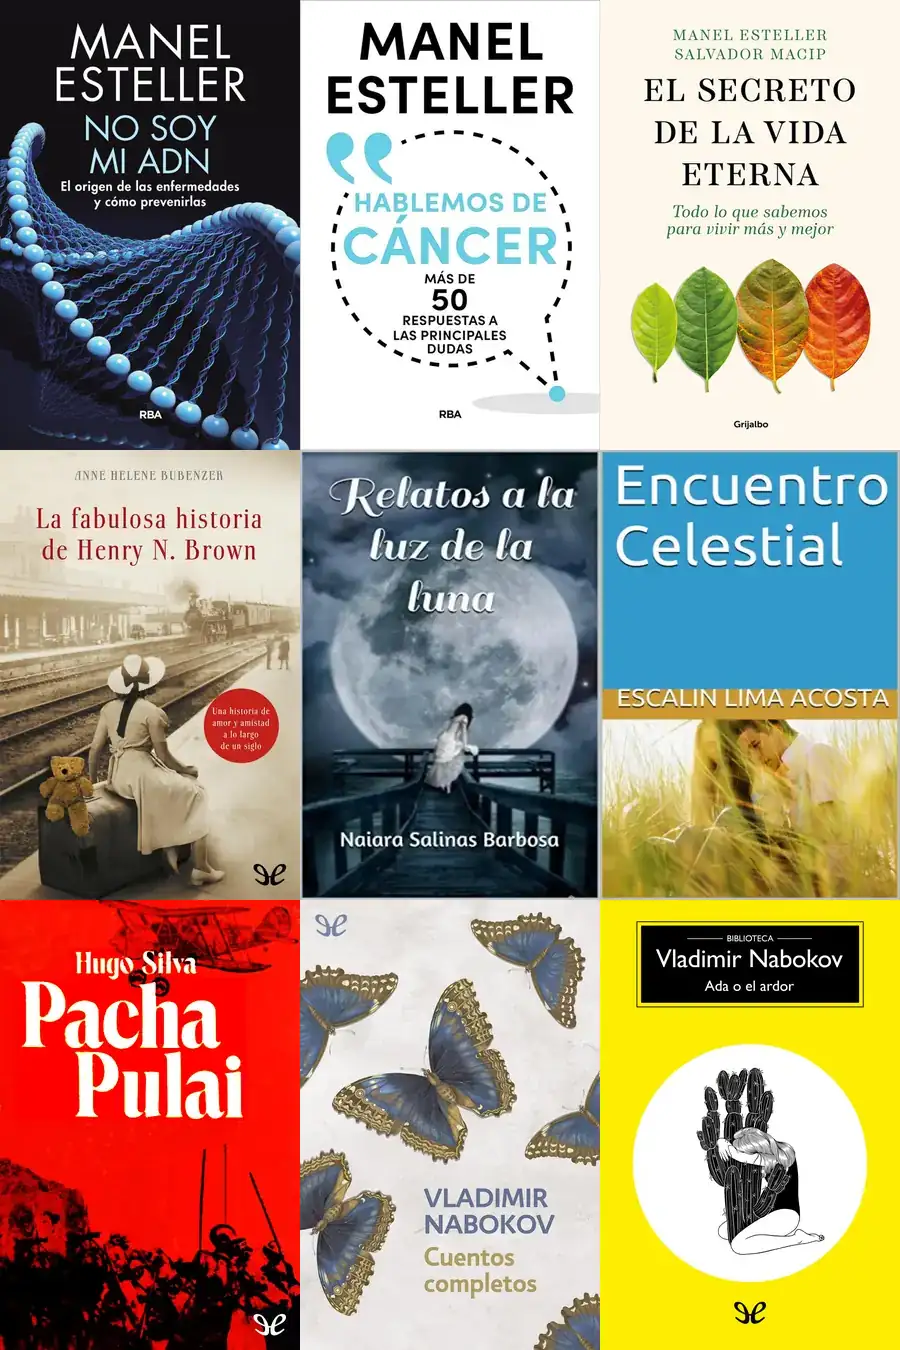 MANEL
ESTELLER
NO SOY
MI ADN
El origen de las enfermedades
y cómo prevenirlas
RBA
MANEL
ESTELLER
HABLEMOS DE
CÁNCER
MÁS DE
50
RESPUESTAS A
LAS PRINCIPALES
DUDAS
RBA
MANEL ESTELLER
SALVADOR MACIP
EL SECRETO
DE LA VIDA
ETERNA
Todo lo que sabemos
para vivir más y mejor
Grijalbo
ANNE HELENE BUBENZER
La fabulosa historia
de Henry N. Brown
Una historia de
amor y amistad
a lo largo
de un siglo
Relatos a la
luz de la
luna
Naiara Salinas Barbosa
Encuentro
Celestial
ESCALIN LIMA ACOSTA
Hugo Silva
Pacha
Pulai
VLADIMIR
NABOKOV
Cuentos
completos
BIBLIOTECA
Vladimir Nabokov
Ada o el ardor